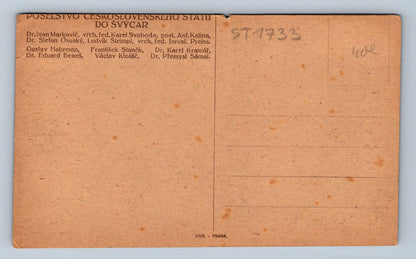 POSELSTVO ČESKOSLOVENSKÉHO STÁTU
DO ŠVÝCAR
Dr. Ivan Markovič, vrch. řed. Karel Svoboda, posl. Ant. Kalina,
Dr. Štefan Osuský, Ludvík Strimpl, vrch. řed. Jarosl. Preiss.
Gustav Habrman, František Staněk, Dr. Karel Kramář,
Dr. Eduard Beneš, Václav Klofáč, Dr. Přemysl Šámal.
ST1733
PRAHA.